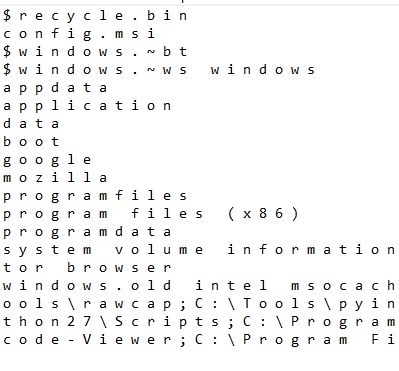 $recycle.bin
config.msi
$windows.~bt
$windows.~ws windows
appdata
application
data
boot
google
mozilla
programfiles
program files (x86)
programdata
system volume information
tor browser
windows.old intel msocach
ools\rawcap;C:\Tools\pyin
thon27\Scripts;C:\Program
code-Viewer;C:\Program Fi